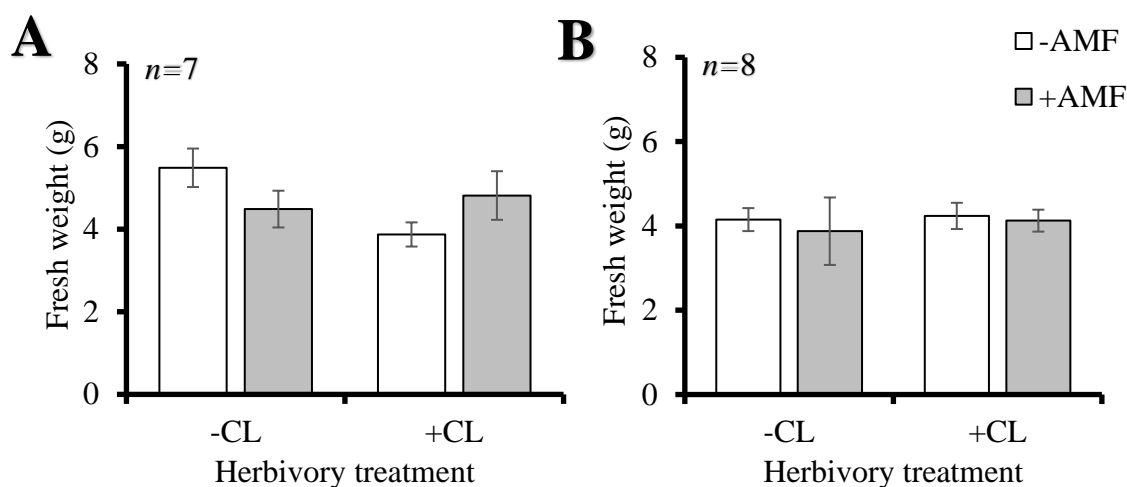 A
n=7
8
6
4
2
0
Fresh weight (g)
-CL +CL
Herbivory treatment
B
n=8
8
6
4
2
0
Fresh weight (g)
-CL +CL
Herbivory treatment
-AMF
+AMF